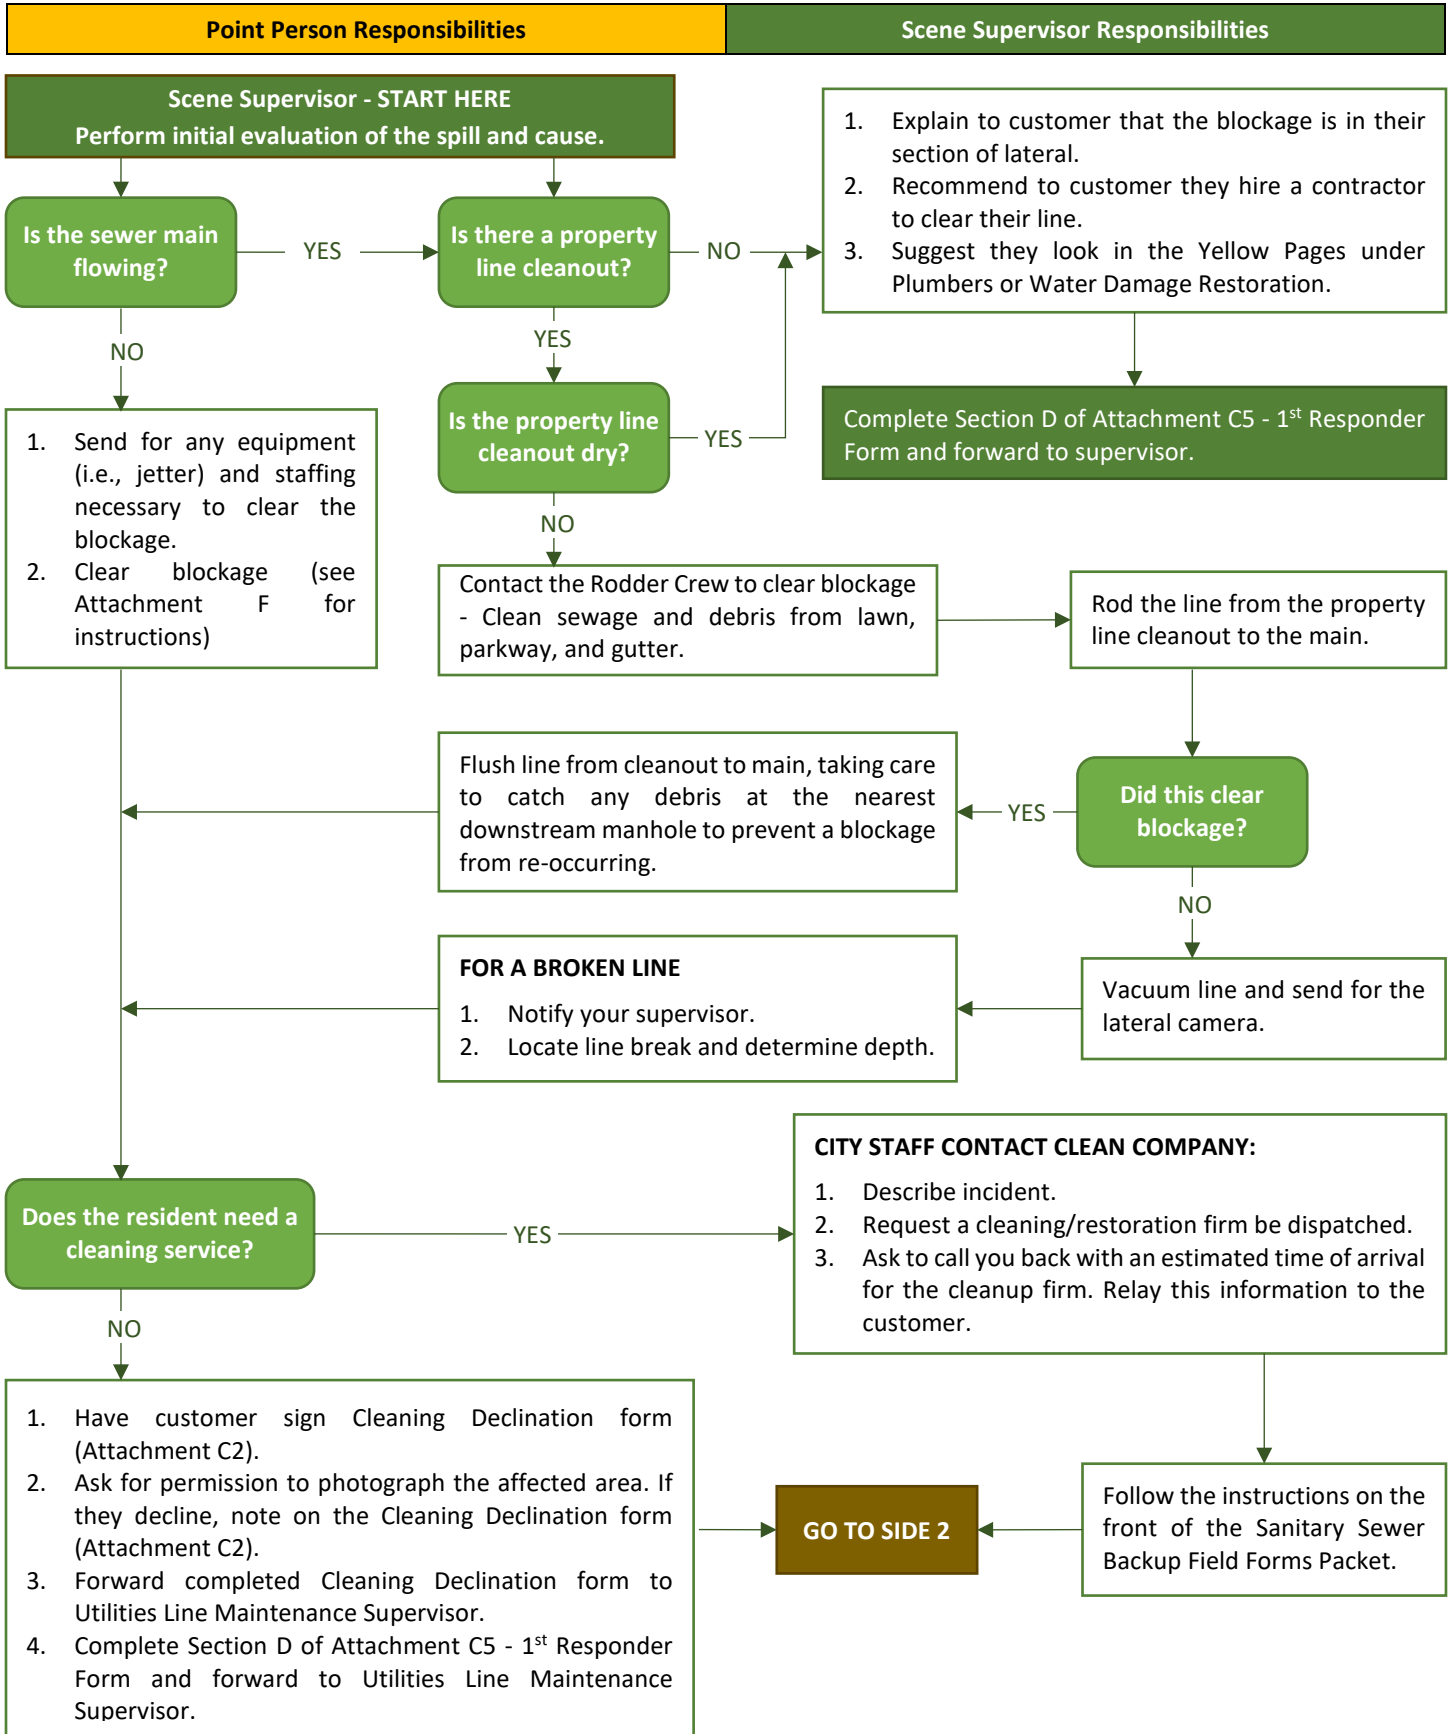 Point Person Responsibilities
Scene Supervisor Responsibilities
Scene Supervisor - START HERE
Perform initial evaluation of the spill and cause.
Is the sewer main
flowing?
YES
Is there a property
line cleanout?
NO
1. Explain to customer that the blockage is in their
section of lateral.
2. Recommend to customer they hire a contractor
to clear their line.
3. Suggest they look in the Yellow Pages under
Plumbers or Water Damage Restoration.
NO
YES
Is the property line
cleanout dry?
YES
Complete Section D of Attachment C5 - 1st Responder
Form and forward to supervisor.
1. Send for any equipment
(i.e., jetter) and staffing
necessary to clear the
blockage.
2. Clear blockage (see
Attachment F for
instructions)
NO
Contact the Rodder Crew to clear blockage
- Clean sewage and debris from lawn,
parkway, and gutter.
Rod the line from the property
line cleanout to the main.
Did this clear
blockage?
YES
Flush line from cleanout to main, taking care
to catch any debris at the nearest
downstream manhole to prevent a blockage
from re-occurring.
NO
Vacuum line and send for the
lateral camera.
FOR A BROKEN LINE
1. Notify your supervisor.
2. Locate line break and determine depth.
Does the resident need a
cleaning service?
YES
CITY STAFF CONTACT CLEAN COMPANY:
1. Describe incident.
2. Request a cleaning/restoration firm be dispatched.
3. Ask to call you back with an estimated time of arrival
for the cleanup firm. Relay this information to the
customer.
NO
1. Have customer sign Cleaning Declination form
(Attachment C2).
2. Ask for permission to photograph the affected area. If
they decline, note on the Cleaning Declination form
(Attachment C2).
3. Forward completed Cleaning Declination form to
Utilities Line Maintenance Supervisor.
4. Complete Section D of Attachment C5 - 1st Responder
Form and forward to Utilities Line Maintenance
Supervisor.
GO TO SIDE 2
Follow the instructions on the
front of the Sanitary Sewer
Backup Field Forms Packet.